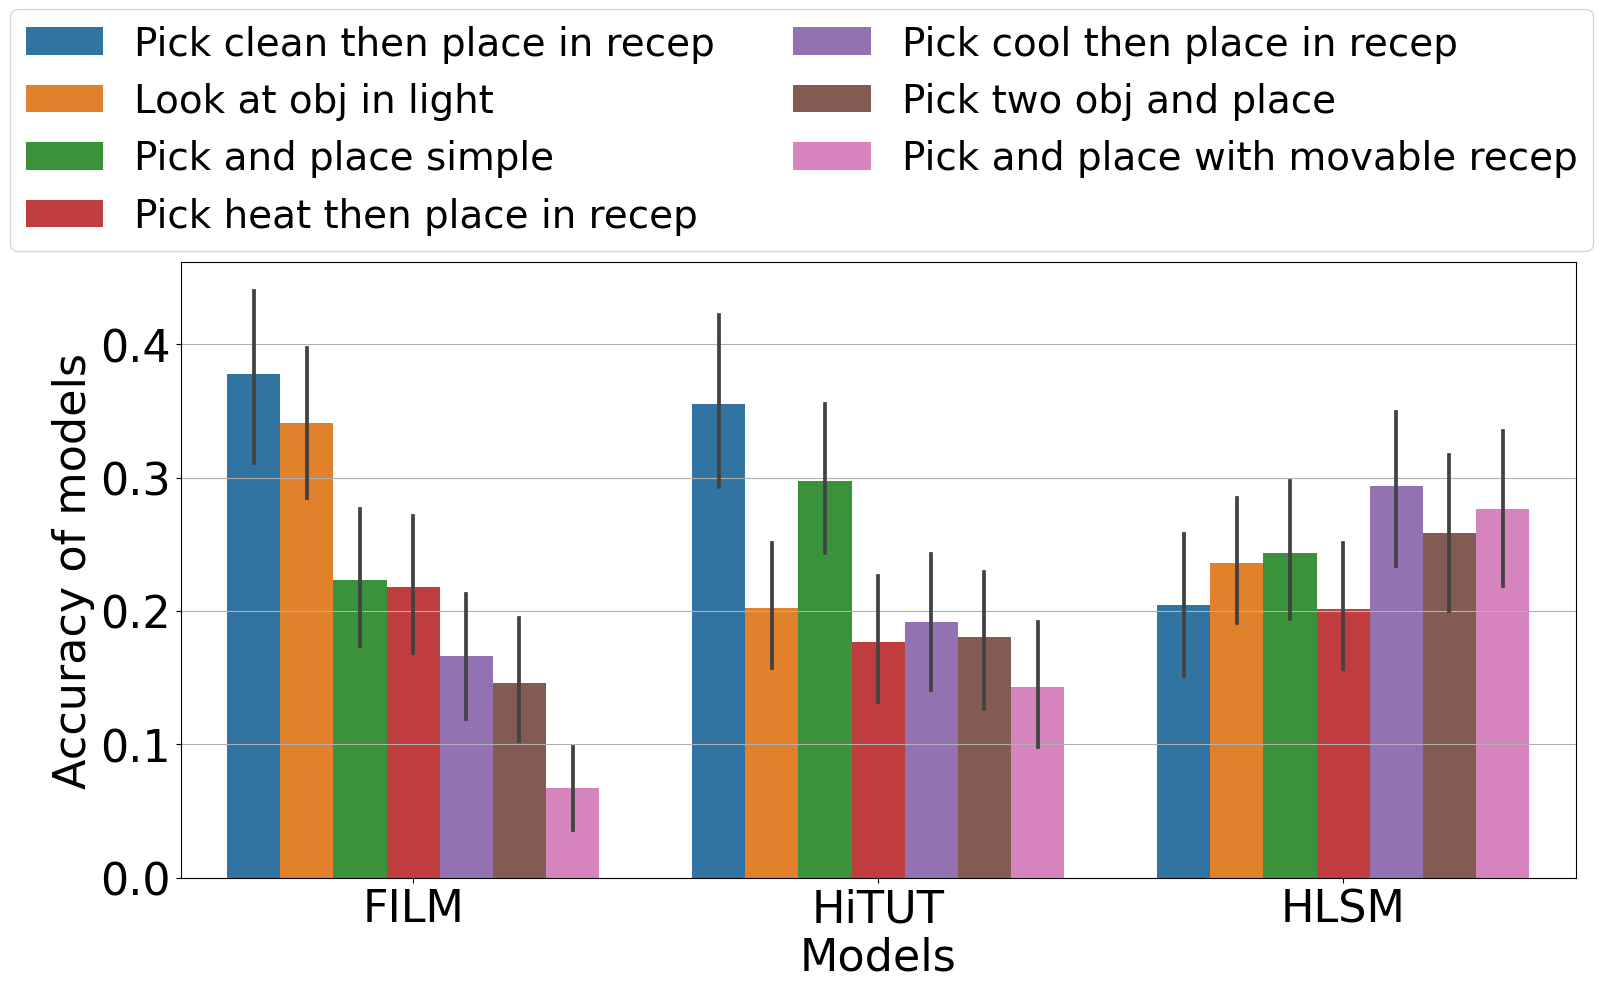 Pick clean then place in recep
Look at obj in light
Pick and place simple
Pick heat then place in recep
Pick cool then place in recep
Pick two obj and place
Pick and place with movable recep
Accuracy of models
0.4
0.3
0.2
0.1
0.0
FILM
HiTUT
HLSM
Models